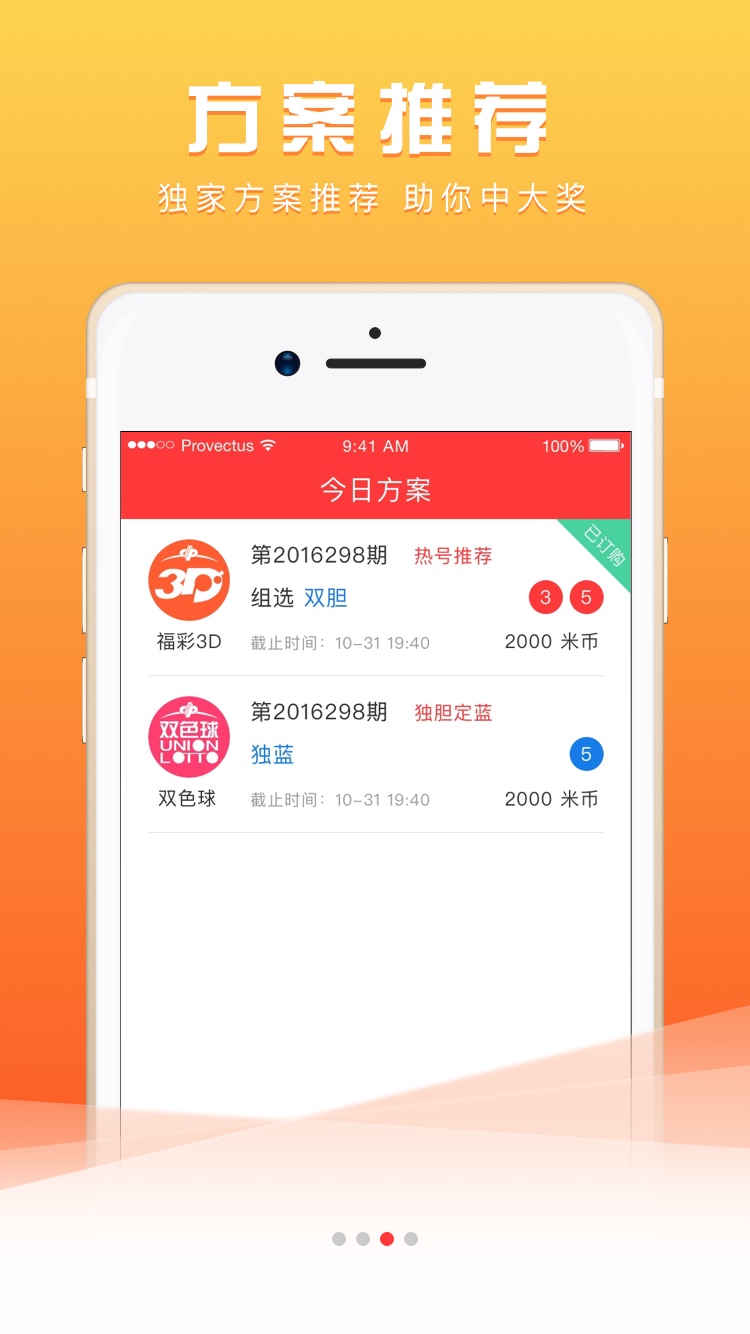 方案推荐
独家方案推荐 助你中大奖
Provectus 9:41 AM 100%
今日方案
已订购
3D
第2016298期 热号推荐
组选 双胆 3 5
福彩3D 截止时间：10-31 19:40 2000 米币
双色球
UNION
LOTTO
第2016298期 独胆定蓝
独蓝 5
双色球 截止时间：10-31 19:40 2000 米币